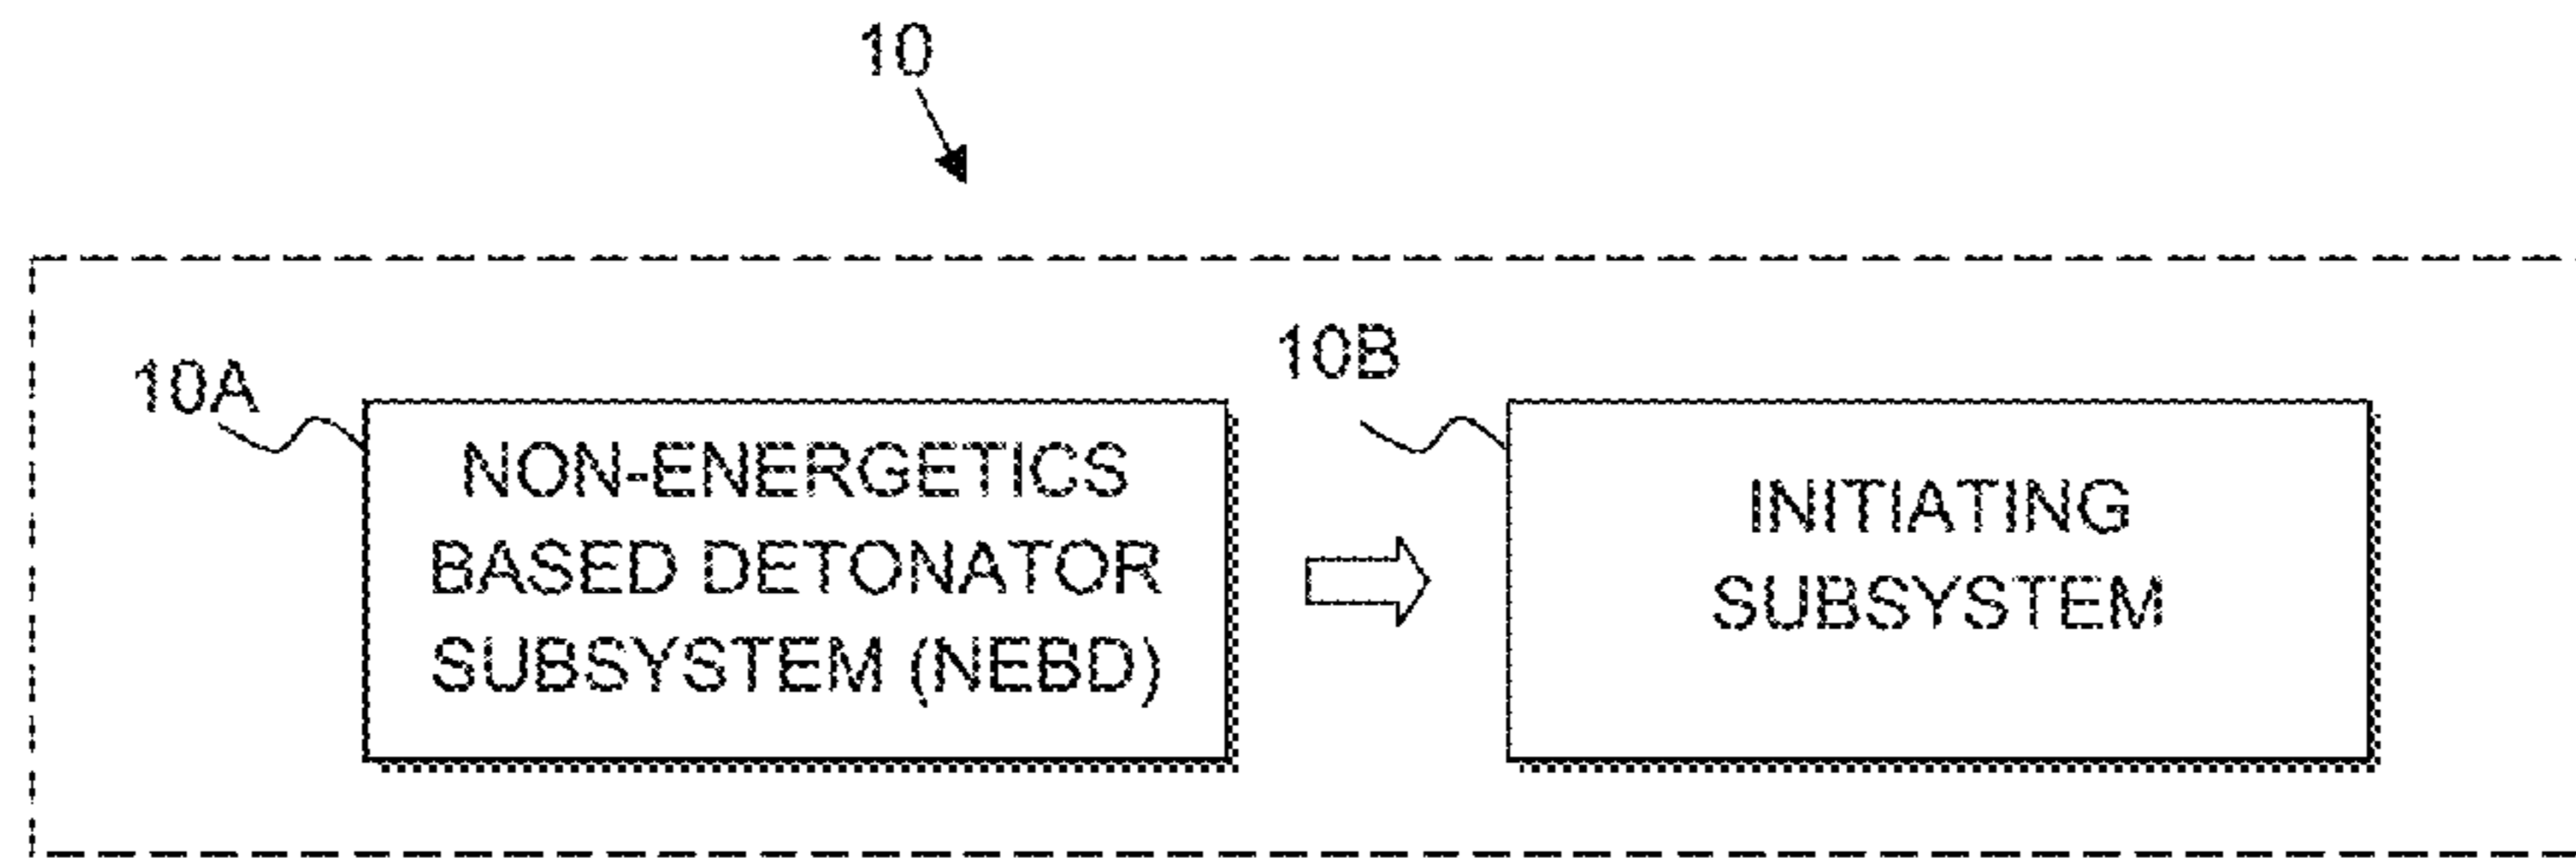 10
10A
NON-ENERGETICS
BASED DETONATOR
SUBSYSTEM (NEBD)
10B
INITIATING
SUBSYSTEM